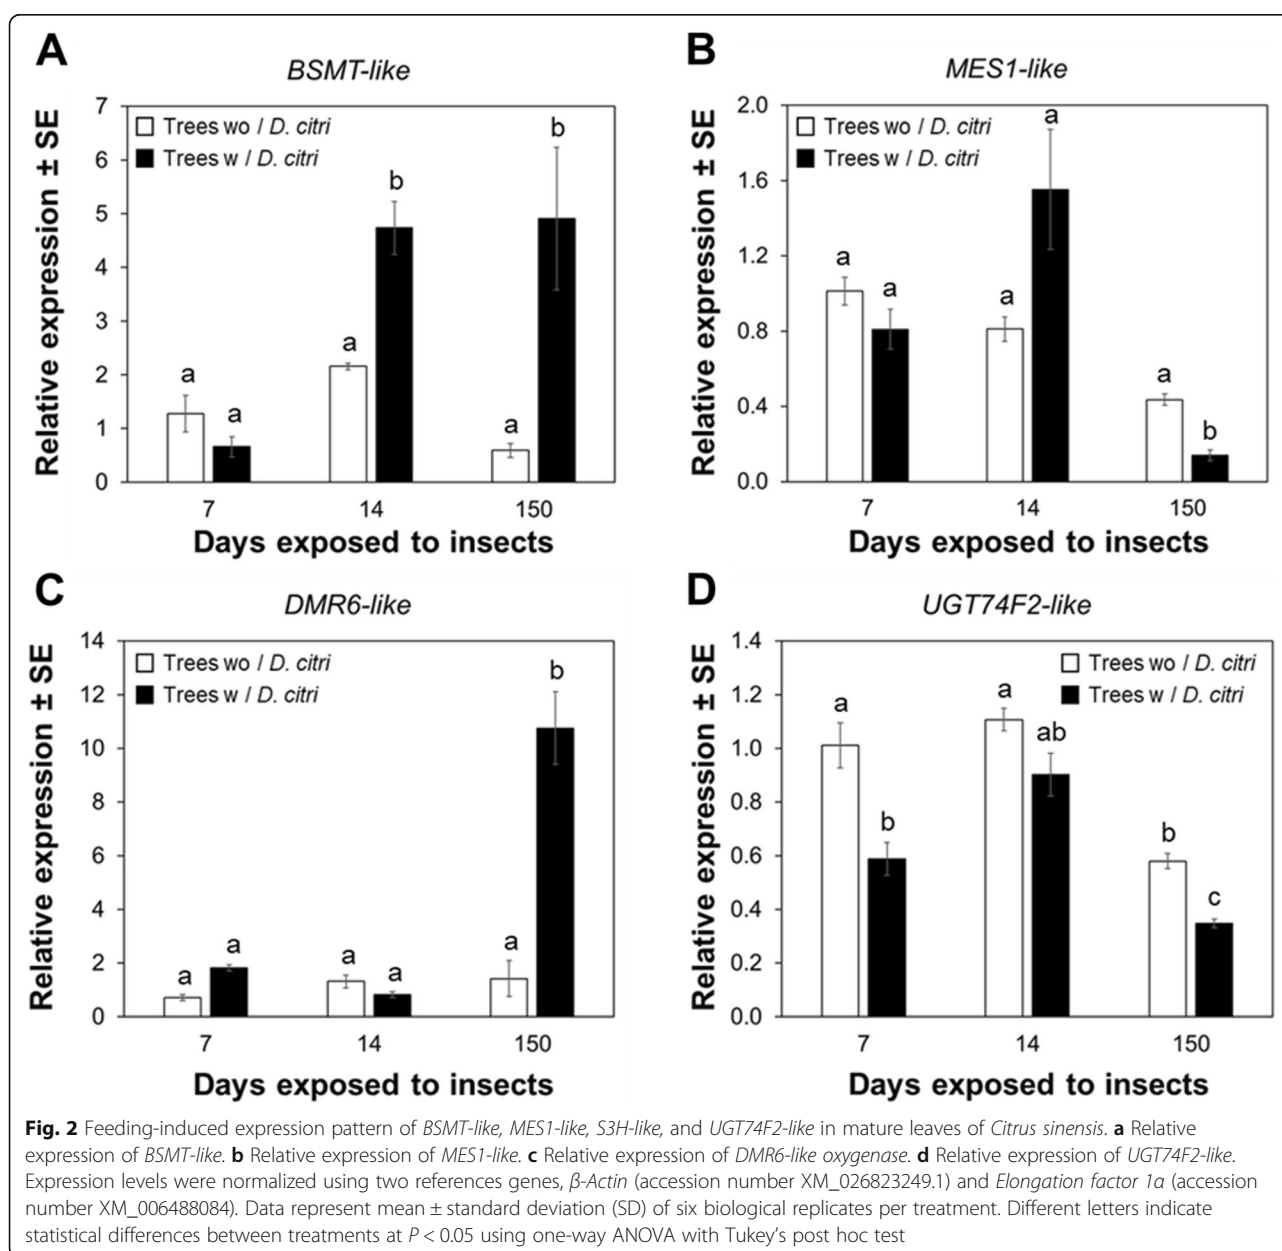 A
BSMT-like
Relative expression ± SE
7
6
5
4
3
2
1
0
Trees wo / D. citri
Trees w / D. citri
a
a
a
b
a
b
7
14
150
Days exposed to insects
B
MES1-like
Relative expression ± SE
2.0
1.6
1.2
0.8
0.4
0.0
Trees wo / D. citri
Trees w / D. citri
a
a
a
a
a
b
7
14
150
Days exposed to insects
C
DMR6-like
Relative expression ± SE
14
12
10
8
6
4
2
0
Trees wo / D. citri
Trees w / D. citri
a
a
a
a
a
b
7
14
150
Days exposed to insects
D
UGT74F2-like
Relative expression ± SE
1.4
1.2
1.0
0.8
0.6
0.4
0.2
0.0
Trees wo / D. citri
Trees w / D. citri
a
b
a
ab
b
c
7
14
150
Days exposed to insects
Fig. 2 Feeding-induced expression pattern of BSMT-like, MES1-like, S3H-like, and UGT74F2-like in mature leaves of Citrus sinensis. a Relative
expression of BSMT-like. b Relative expression of MES1-like. c Relative expression of DMR6-like oxygenase. d Relative expression of UGT74F2-like.
Expression levels were normalized using two references genes, β-Actin (accession number XM_026823249.1) and Elongation factor 1α (accession
number XM_006488084). Data represent mean ± standard deviation (SD) of six biological replicates per treatment. Different letters indicate
statistical differences between treatments at P < 0.05 using one-way ANOVA with Tukey's post hoc test